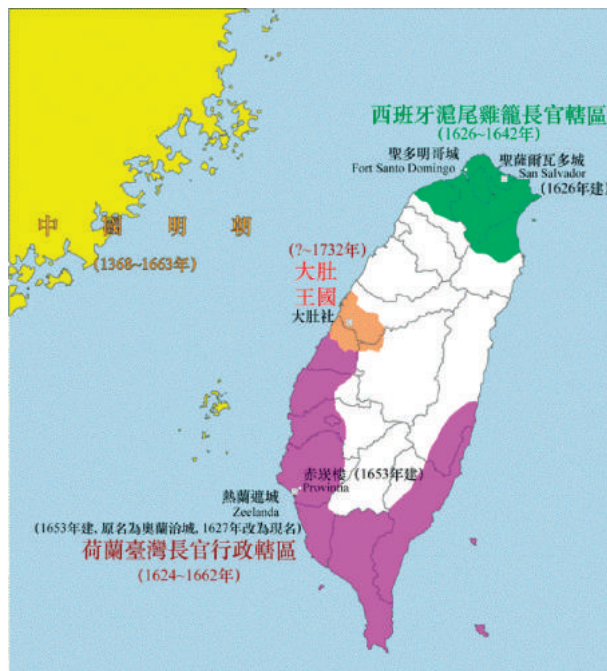 西班牙滬尾雞籠長官轄區
(1626~1642年)
聖多明哥城
Fort Santo Domingo
聖薩爾瓦多城
San Salvador
(1626年建)
中國明朝
(1368~1663年)
(?~1732年)
大肚
王國
大肚社
赤崁樓 (1653年建)
Provintia
熱蘭遮城
Zeelanda
(1653年建, 原名為奧蘭治城, 1627年改為現名)
荷蘭臺灣長官行政轄區
(1624~1662年)